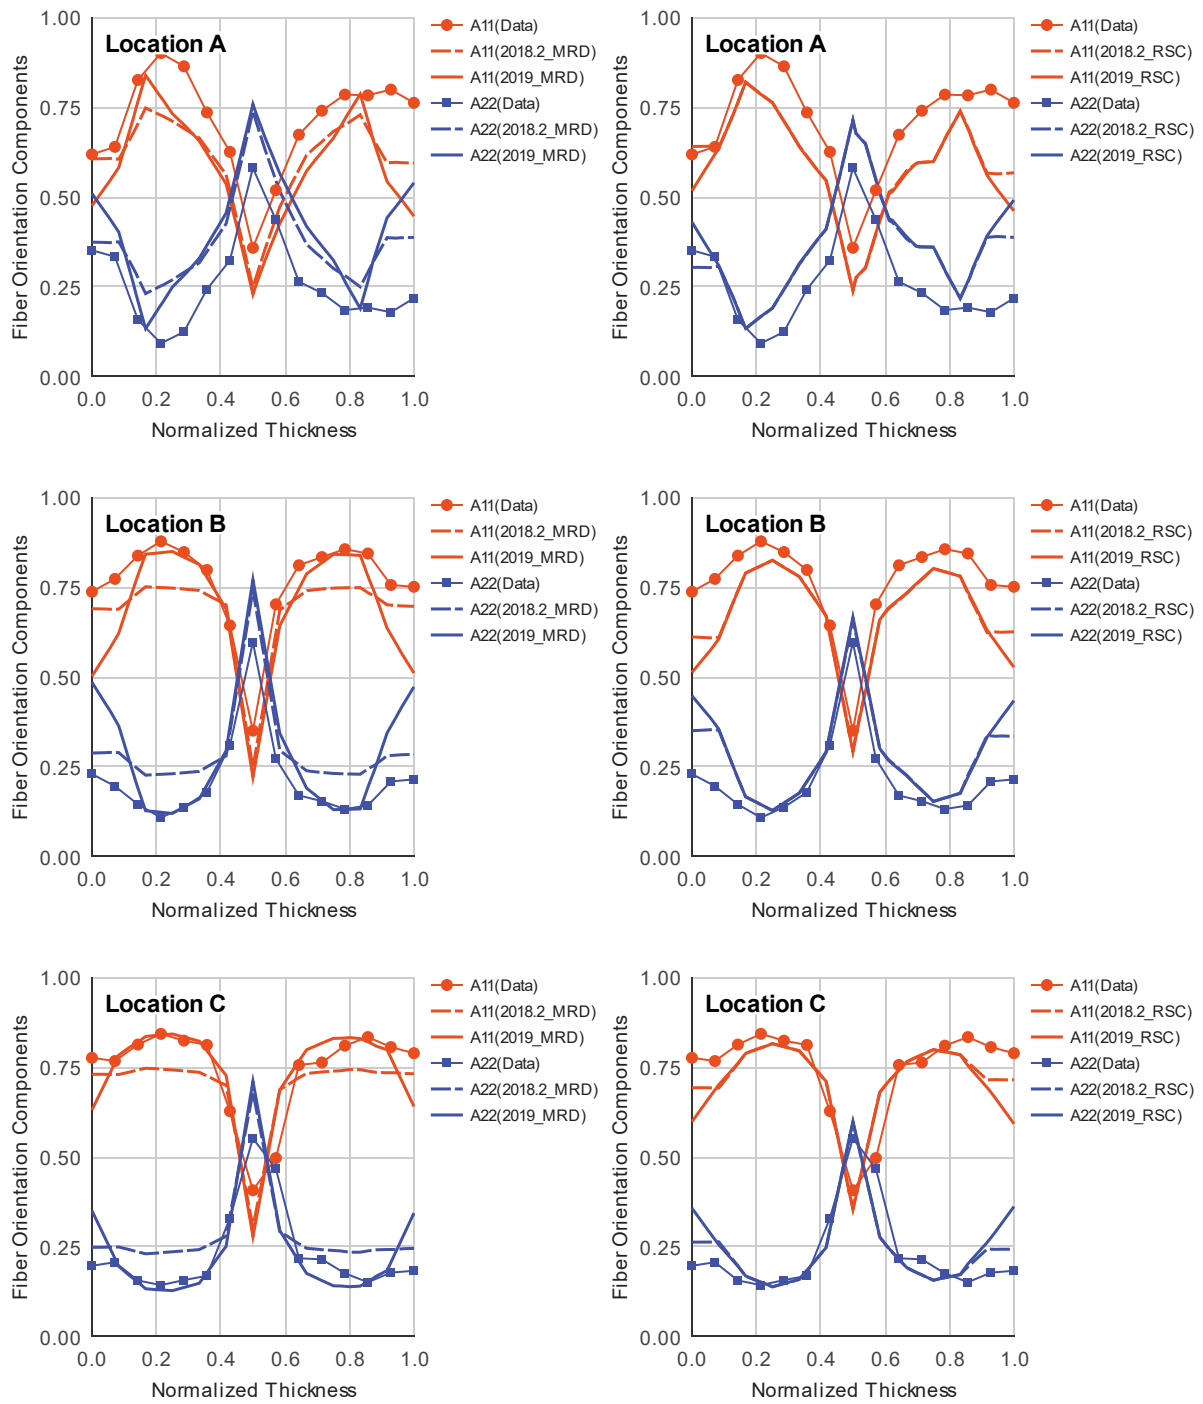 Location A
Fiber Orientation Components
1.00
0.75
0.50
0.25
0.00
0.0 0.2 0.4 0.6 0.8 1.0
Normalized Thickness
A11(Data)
A11(2018.2_MRD)
A11(2019_MRD)
A22(Data)
A22(2018.2_MRD)
A22(2019_MRD)
Location A
Fiber Orientation Components
1.00
0.75
0.50
0.25
0.00
0.0 0.2 0.4 0.6 0.8 1.0
Normalized Thickness
A11(Data)
A11(2018.2_RSC)
A11(2019_RSC)
A22(Data)
A22(2018.2_RSC)
A22(2019_RSC)
Location B
Fiber Orientation Components
1.00
0.75
0.50
0.25
0.00
0.0 0.2 0.4 0.6 0.8 1.0
Normalized Thickness
A11(Data)
A11(2018.2_MRD)
A11(2019_MRD)
A22(Data)
A22(2018.2_MRD)
A22(2019_MRD)
Location B
Fiber Orientation Components
1.00
0.75
0.50
0.25
0.00
0.0 0.2 0.4 0.6 0.8 1.0
Normalized Thickness
A11(Data)
A11(2018.2_RSC)
A11(2019_RSC)
A22(Data)
A22(2018.2_RSC)
A22(2019_RSC)
Location C
Fiber Orientation Components
1.00
0.75
0.50
0.25
0.00
0.0 0.2 0.4 0.6 0.8 1.0
Normalized Thickness
A11(Data)
A11(2018.2_MRD)
A11(2019_MRD)
A22(Data)
A22(2018.2_MRD)
A22(2019_MRD)
Location C
Fiber Orientation Components
1.00
0.75
0.50
0.25
0.00
0.0 0.2 0.4 0.6 0.8 1.0
Normalized Thickness
A11(Data)
A11(2018.2_RSC)
A11(2019_RSC)
A22(Data)
A22(2018.2_RSC)
A22(2019_RSC)